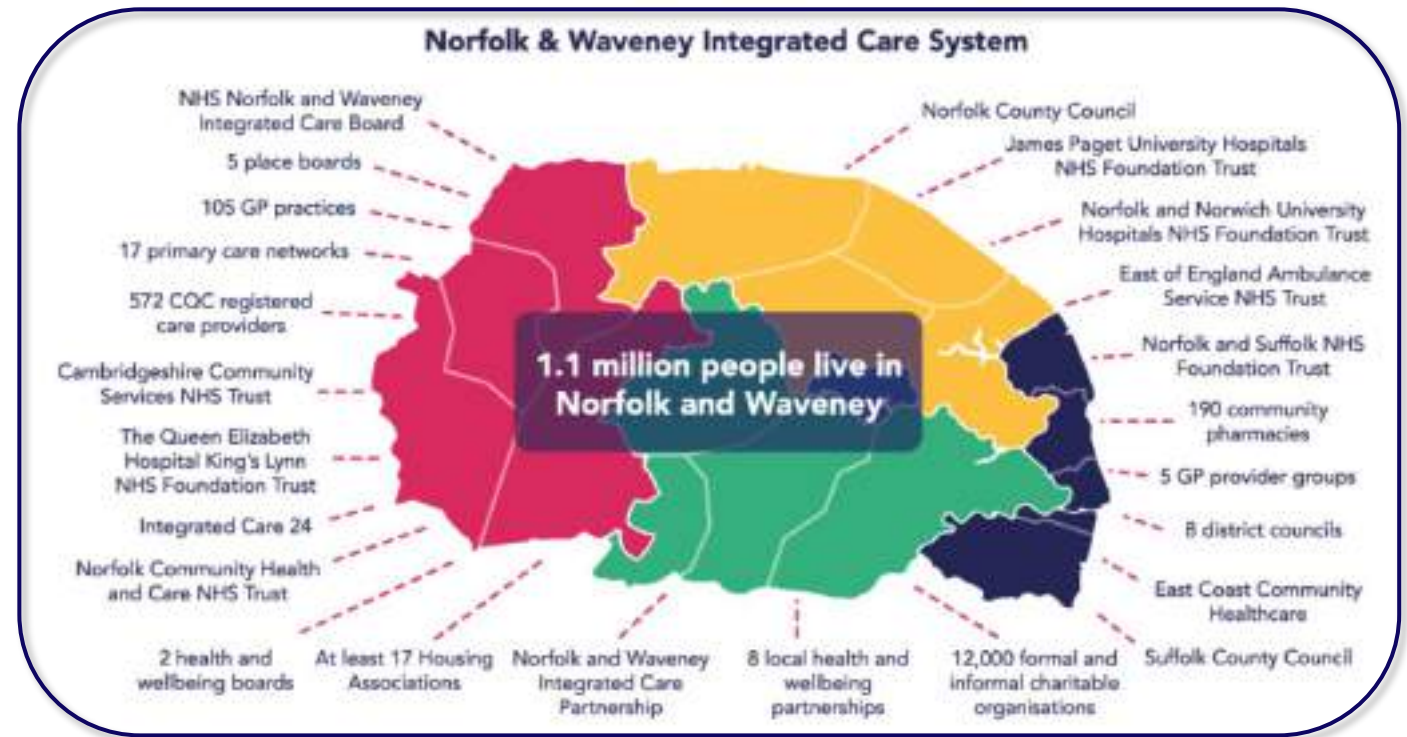 Norfolk & Waveney Integrated Care System
NHS Norfolk and Waveney
Integrated Care Board
5 place boards
105 GP practices
17 primary care networks
572 CQC registered
care providers
Cambridgeshire Community
Services NHS Trust
The Queen Elizabeth
Hospital King's Lynn
NHS Foundation Trust
Integrated Care 24
Norfolk Community Health
and Care NHS Trust
2 health and
wellbeing boards
At least 17 Housing
Associations
Norfolk and Waveney
Integrated Care
Partnership
8 local health and
wellbeing
partnerships
12,000 formal and
informal charitable
organisations
1.1 million people live in
Norfolk and Waveney
Norfolk County Council
James Paget University Hospitals
NHS Foundation Trust
Norfolk and Norwich University
Hospitals NHS Foundation Trust
East of England Ambulance
Service NHS Trust
Norfolk and Suffolk NHS
Foundation Trust
190 community
pharmacies
5 GP provider groups
8 district councils
East Coast Community
Healthcare
Suffolk County Council